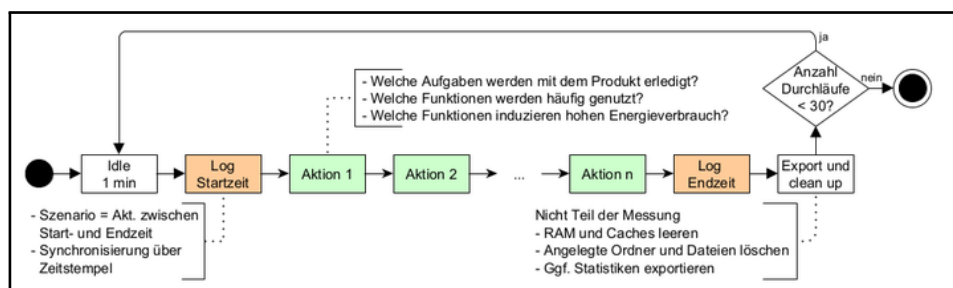 ja
- Welche Aufgaben werden mit dem Produkt erledigt?
- Welche Funktionen werden häufig genutzt?
- Welche Funktionen induzieren hohen Energieverbrauch?
Anzahl
Durchläufe
< 30?
nein
Idle
1 min
Log
Startzeit
Aktion 1
Aktion 2
...
Aktion n
Log
Endzeit
Export und
clean up
- Szenario = Akt. zwischen
Start- und Endzeit
- Synchronisierung über
Zeitstempel
Nicht Teil der Messung
- RAM und Caches leeren
- Angelegte Ordner und Dateien löschen
- Ggf. Statistiken exportieren